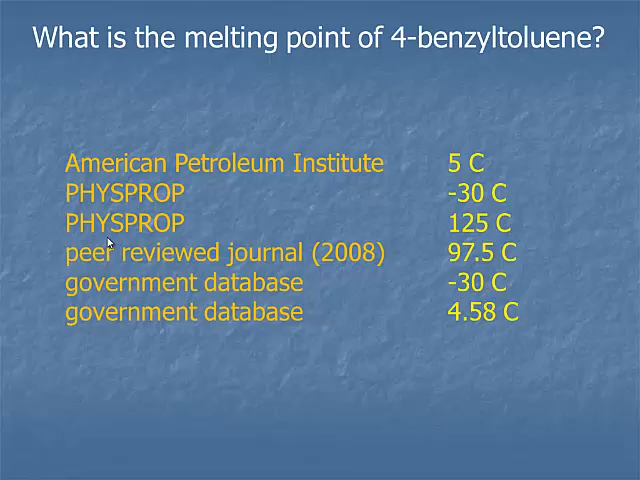 What is the melting point of 4-benzyltoluene?
American Petroleum Institute 5 C
PHYSPROP -30 C
PHYSPROP 125 C
peer reviewed journal (2008) 97.5 C
government database -30 C
government database 4.58 C